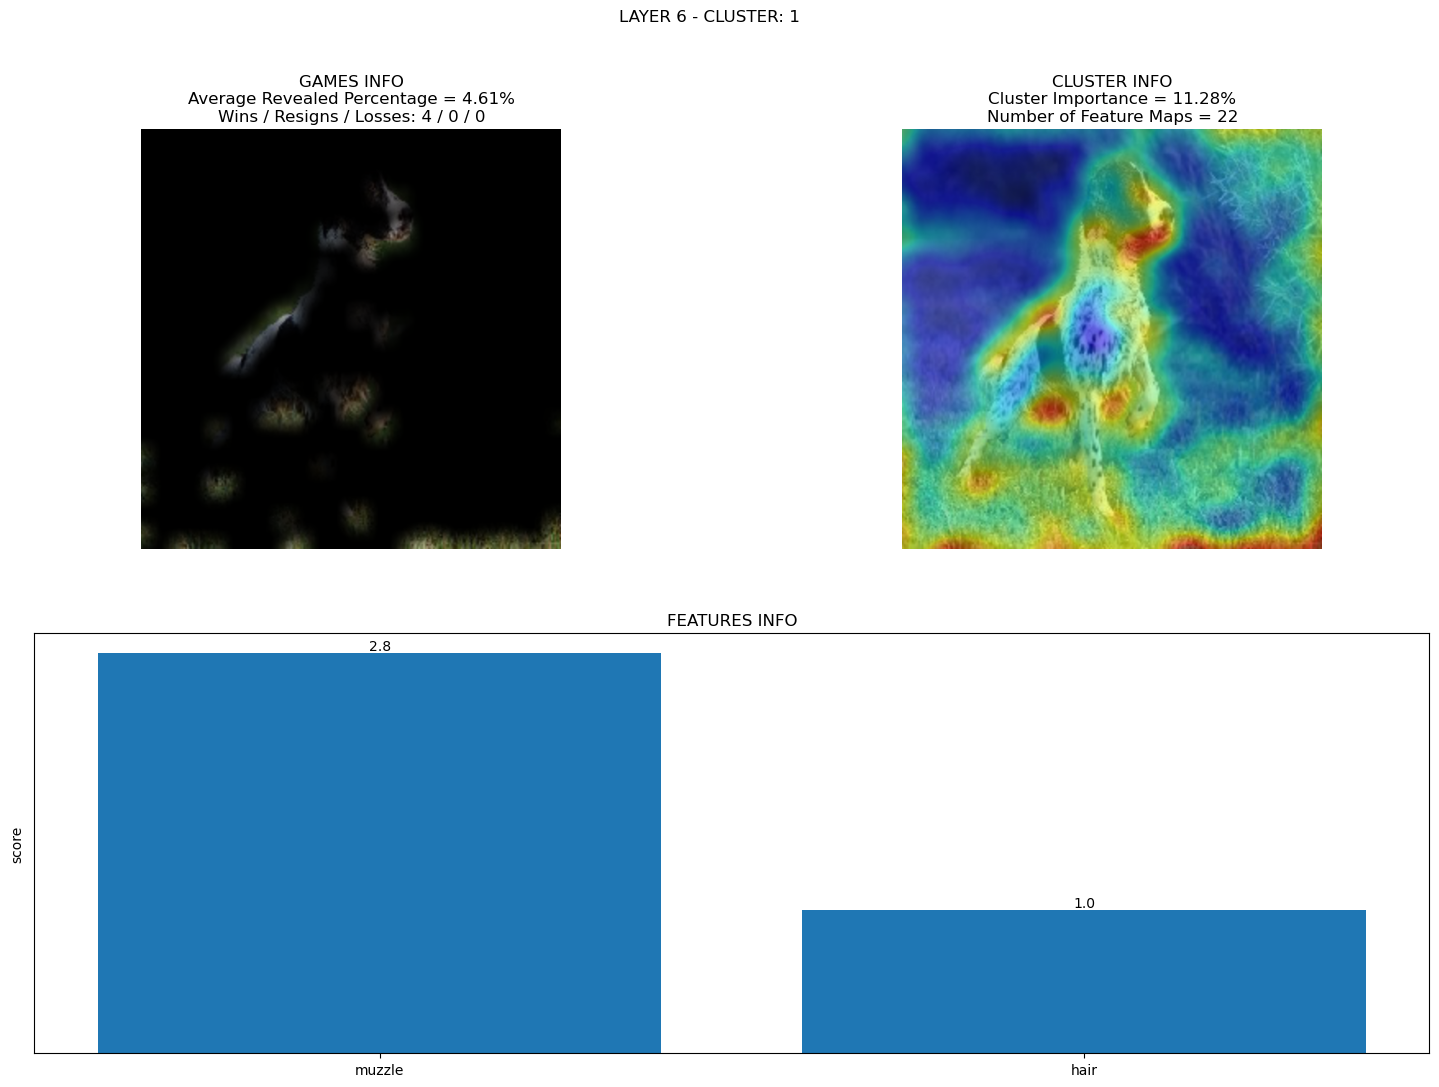 LAYER 6 - CLUSTER: 1
GAMES INFO
Average Revealed Percentage = 4.61%
Wins / Resigns / Losses: 4 / 0 / 0
CLUSTER INFO
Cluster Importance = 11.28%
Number of Feature Maps = 22
FEATURES INFO
2.8
1.0
score
muzzle
hair